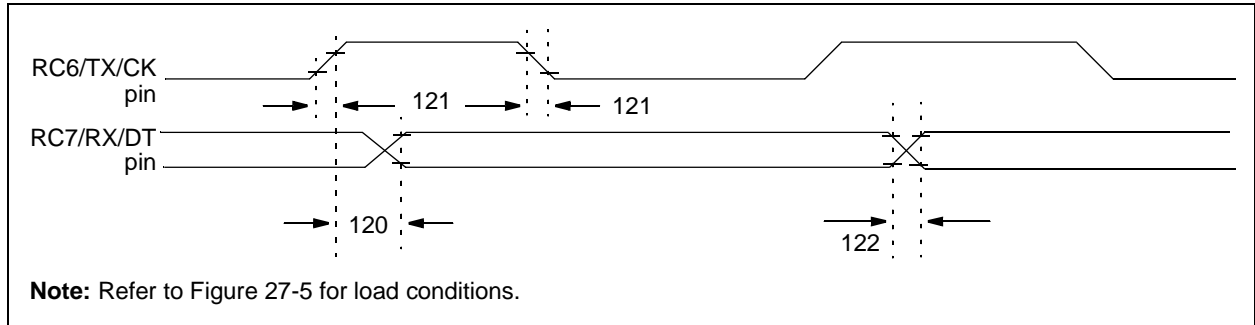 RC6/TX/CK
pin
121
121
RC7/RX/DT
pin
120
122
Note: Refer to Figure 27-5 for load conditions.